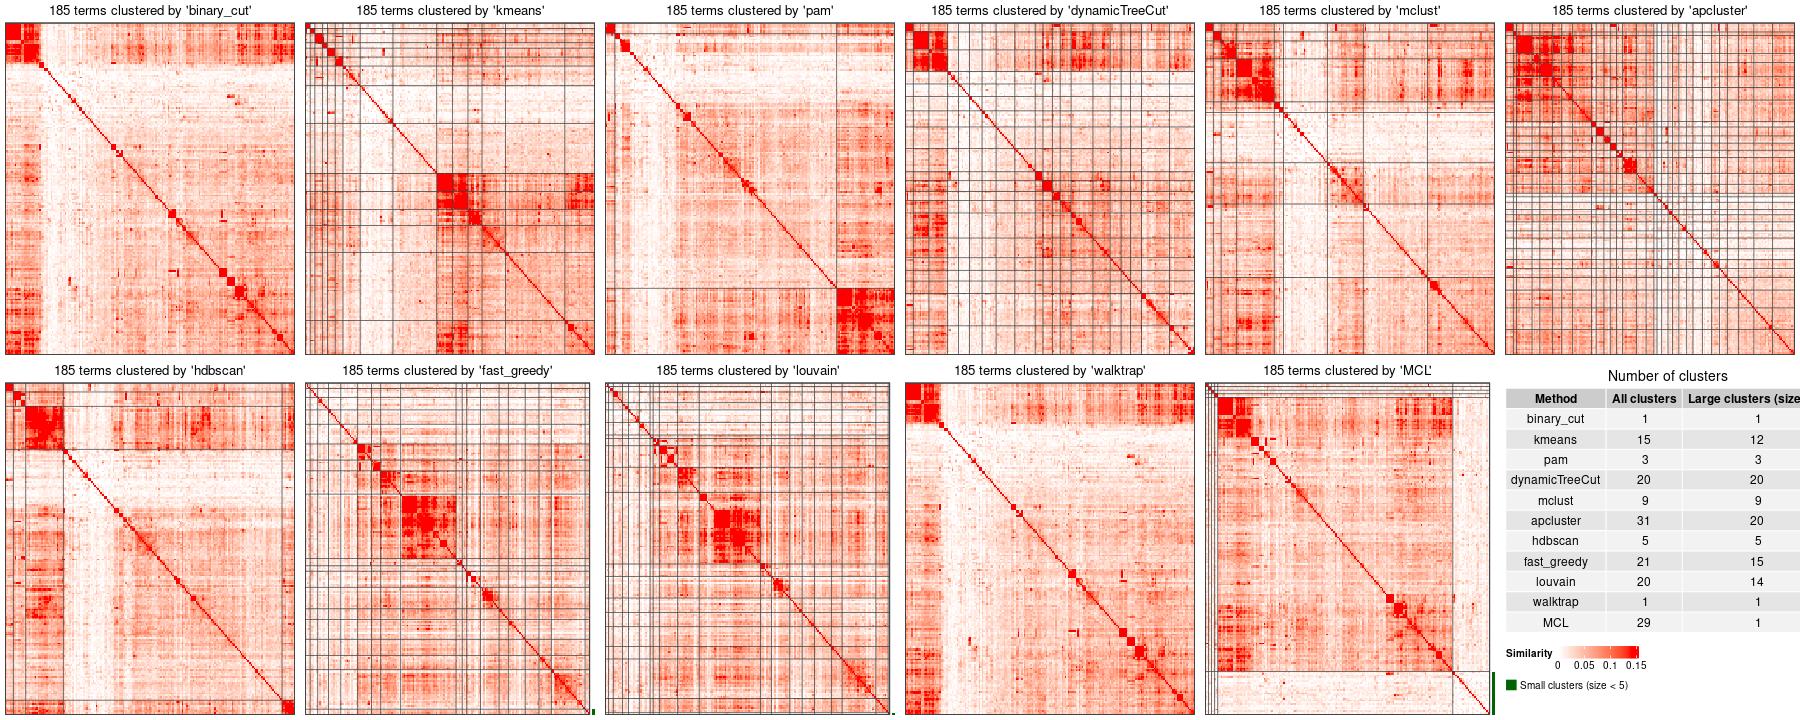 185 terms clustered by 'binary_cut'
185 terms clustered by 'kmeans'
185 terms clustered by 'pam'
185 terms clustered by 'dynamicTreeCut'
185 terms clustered by 'mclust'
185 terms clustered by 'apcluster'
185 terms clustered by 'hdbscan'
185 terms clustered by 'fast_greedy'
185 terms clustered by 'louvain'
185 terms clustered by 'walktrap'
185 terms clustered by 'MCL'
Number of clusters
Method All clusters Large clusters (size
binary_cut 1 1
kmeans 15 12
pam 3 3
dynamicTreeCut 20 20
mclust 9 9
apcluster 31 20
hdbscan 5 5
fast_greedy 21 15
louvain 20 14
walktrap 1 1
MCL 29 1
Similarity
0 0.05 0.1 0.15
Small clusters (size < 5)